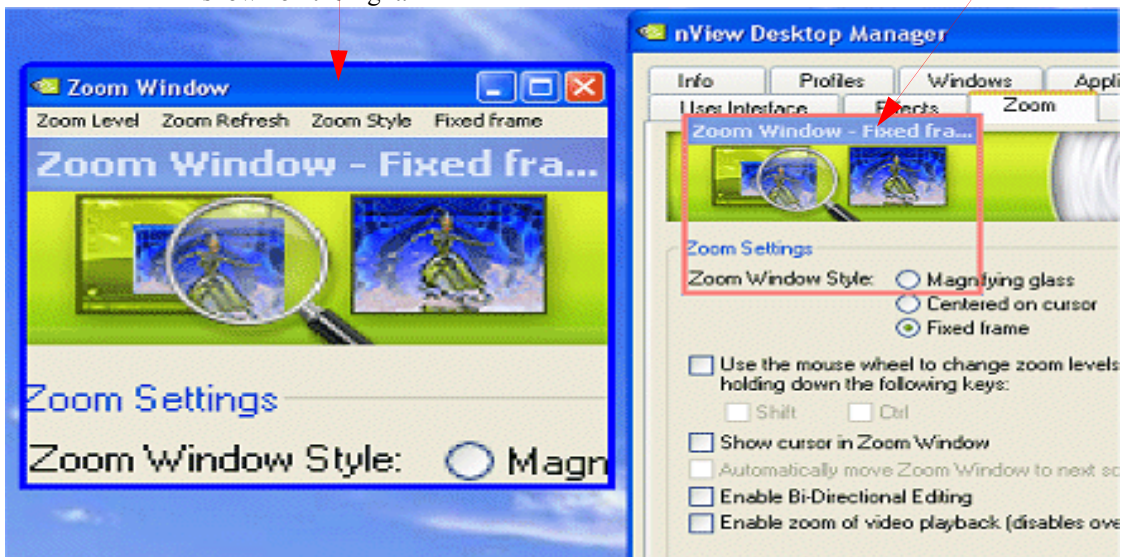 Zoom Window
Zoom Level Zoom Refresh Zoom Style Fixed frame
Zoom Window - Fixed fra...
Zoom Settings
Zoom Window Style: Magn
nView Desktop Manager
Info Profiles Windows Appli
User Interface Effects Zoom
Zoom Window - Fixed fra...
Zoom Settings
Zoom Window Style: Magnifying glass
Centered on cursor
Fixed frame
Use the mouse wheel to change zoom levels
holding down the following keys:
Shift Ctrl
Show cursor in Zoom Window
Automatically move Zoom Window to next sc
Enable Bi-Directional Editing
Enable zoom of video playback (disables ove